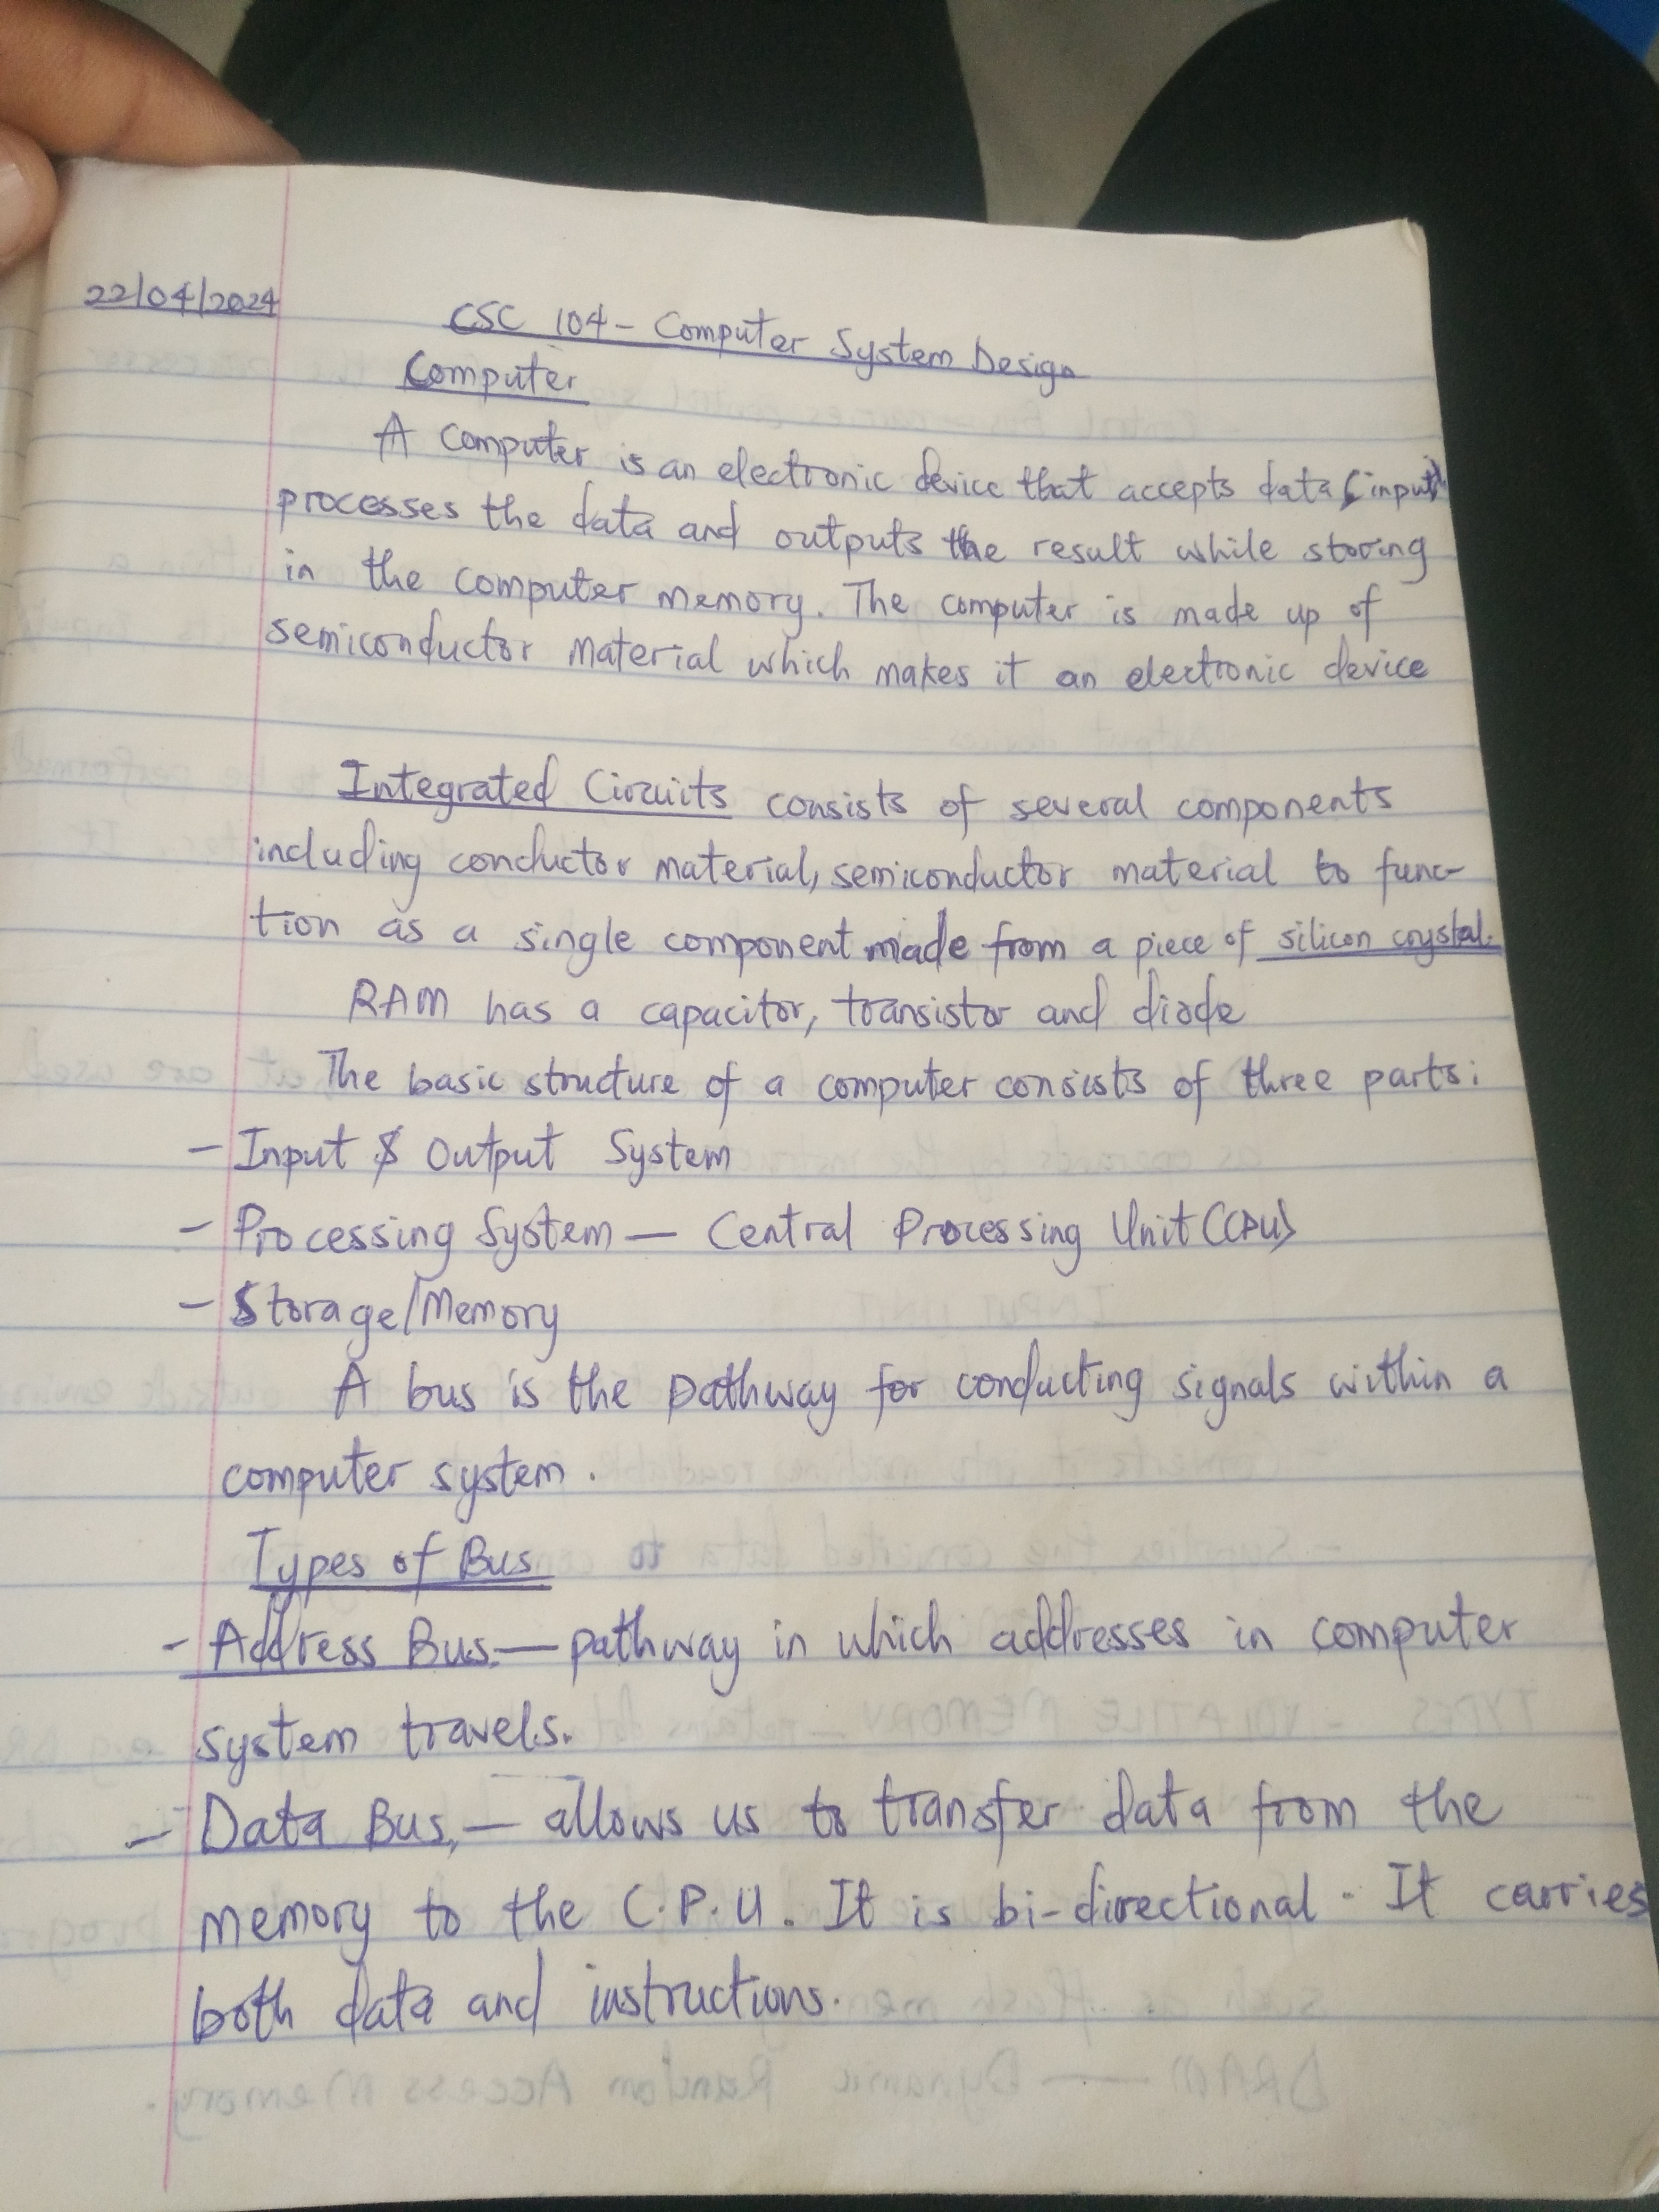 22/04/2024
CSC 104 - Computer System Design
Computer
A computer is an electronic device that accepts data (input)
processes the data and outputs the result while storing
in the computer memory. The computer is made up of
semiconductor material which makes it an electronic device
Integrated Circuits consists of several components
including conductor material, semiconductor material to func-
tion as a single component made from a piece of silicon crystal.
RAM has a capacitor, transistor and diode
The basic structure of a computer consists of three parts:
- Input & Output System
- Processing System — Central Processing Unit (CPU)
- Storage/Memory
A bus is the pathway for conducting signals within a
computer system.
Types of Bus
- Address Bus — pathway in which addresses in computer
system travels.
- Data Bus, — allows us to transfer data from the
memory to the C.P.U. It is bi-directional. It carries
both data and instructions.